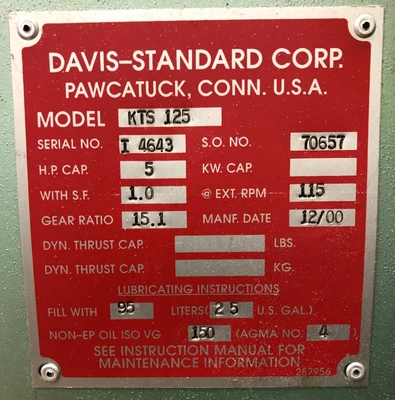 DAVIS-STANDARD CORP.
PAWCATUCK, CONN. U.S.A.
MODEL KTS 125
SERIAL NO. I 4643 S.O. NO. 70657
H.P. CAP. 5 KW. CAP.
WITH S.F. 1.0 @ EXT. RPM 115
GEAR RATIO 15.1 MANF. DATE 12/00
DYN. THRUST CAP. LBS.
DYN. THRUST CAP. KG.
LUBRICATING INSTRUCTIONS
FILL WITH 95 LITERS( 25 U.S. GAL.)
NON-EP OIL ISO VG 150 (AGMA NO. 4 )
SEE INSTRUCTION MANUAL FOR
MAINTENANCE INFORMATION
287956